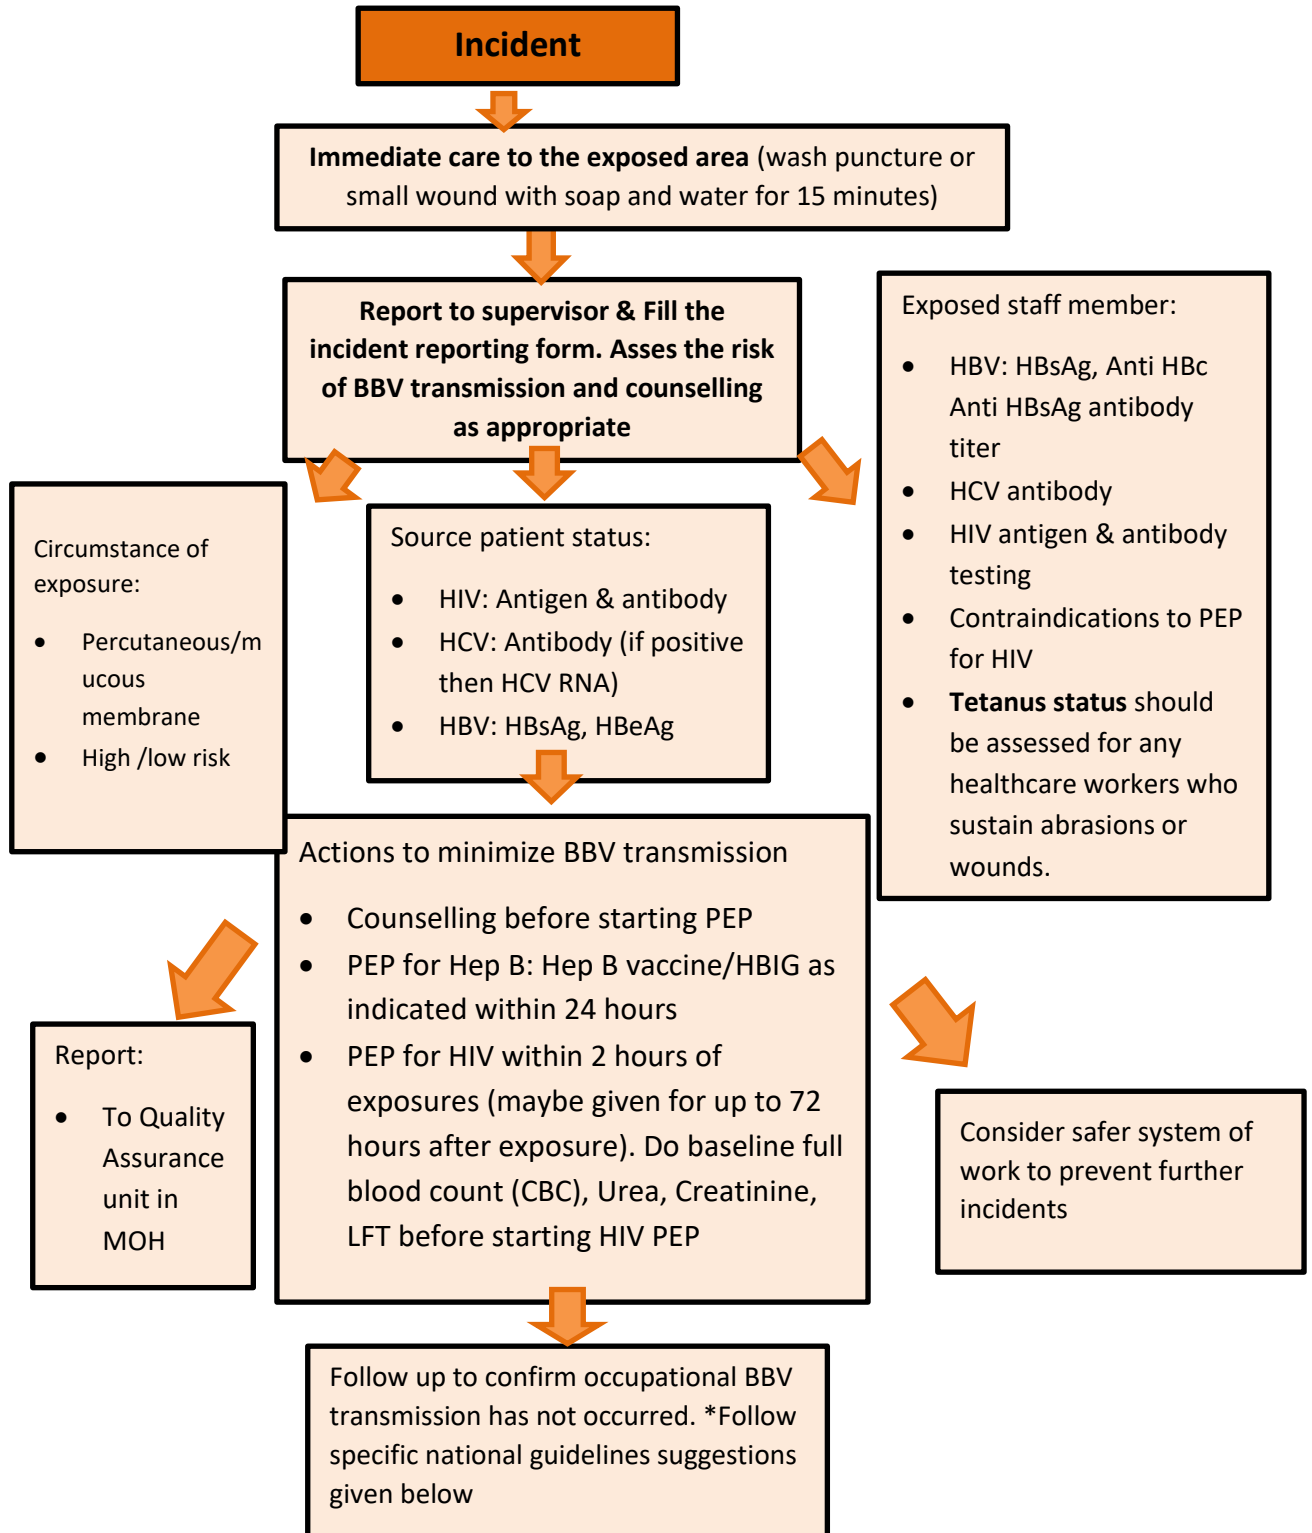 Incident
Immediate care to the exposed area (wash puncture or
small wound with soap and water for 15 minutes)
Report to supervisor & Fill the
incident reporting form. Asses the risk
of BBV transmission and counselling
as appropriate
Circumstance of
exposure:
• Percutaneous/m
ucous
membrane
• High /low risk
Source patient status:
• HIV: Antigen & antibody
• HCV: Antibody (if positive
then HCV RNA)
• HBV: HBsAg, HBeAg
Exposed staff member:
• HBV: HBsAg, Anti HBc
Anti HBsAg antibody
titer
• HCV antibody
• HIV antigen & antibody
testing
• Contraindications to PEP
for HIV
• Tetanus status should
be assessed for any
healthcare workers who
sustain abrasions or
wounds.
Actions to minimize BBV transmission
• Counselling before starting PEP
• PEP for Hep B: Hep B vaccine/HBIG as
indicated within 24 hours
• PEP for HIV within 2 hours of
exposures (maybe given for up to 72
hours after exposure). Do baseline full
blood count (CBC), Urea, Creatinine,
LFT before starting HIV PEP
Report:
• To Quality
Assurance
unit in
MOH
Consider safer system of
work to prevent further
incidents
Follow up to confirm occupational BBV
transmission has not occurred. *Follow
specific national guidelines suggestions
given below